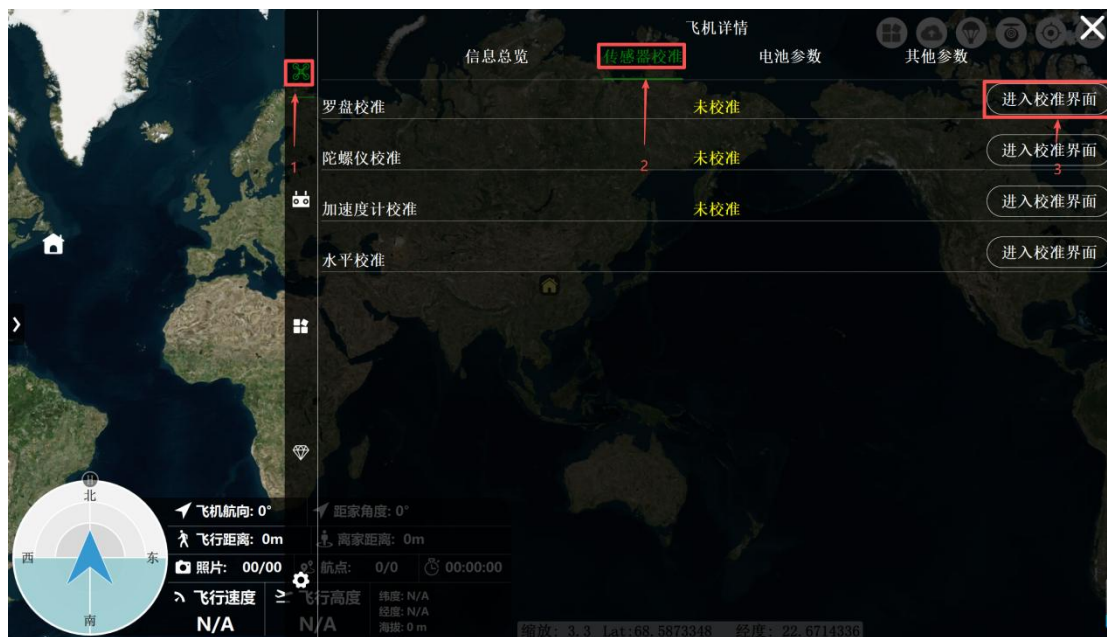 飞机详情
信息总览 传感器校准 电池参数 其他参数
罗盘校准 未校准 进入校准界面
陀螺仪校准 未校准 进入校准界面
加速度计校准 未校准 进入校准界面
水平校准 进入校准界面
1
2
3
北
西
东
南
飞机航向: 0° 距家角度: 0°
飞行距离: 0m 离家距离: 0m
照片: 00/00 航点: 0/0 00:00:00
飞行速度 飞行高度 纬度: N/A
经度: N/A
N/A N/A 海拔: 0 m
缩放: 3.3 Lat:68.5873348 经度: 22.6714336